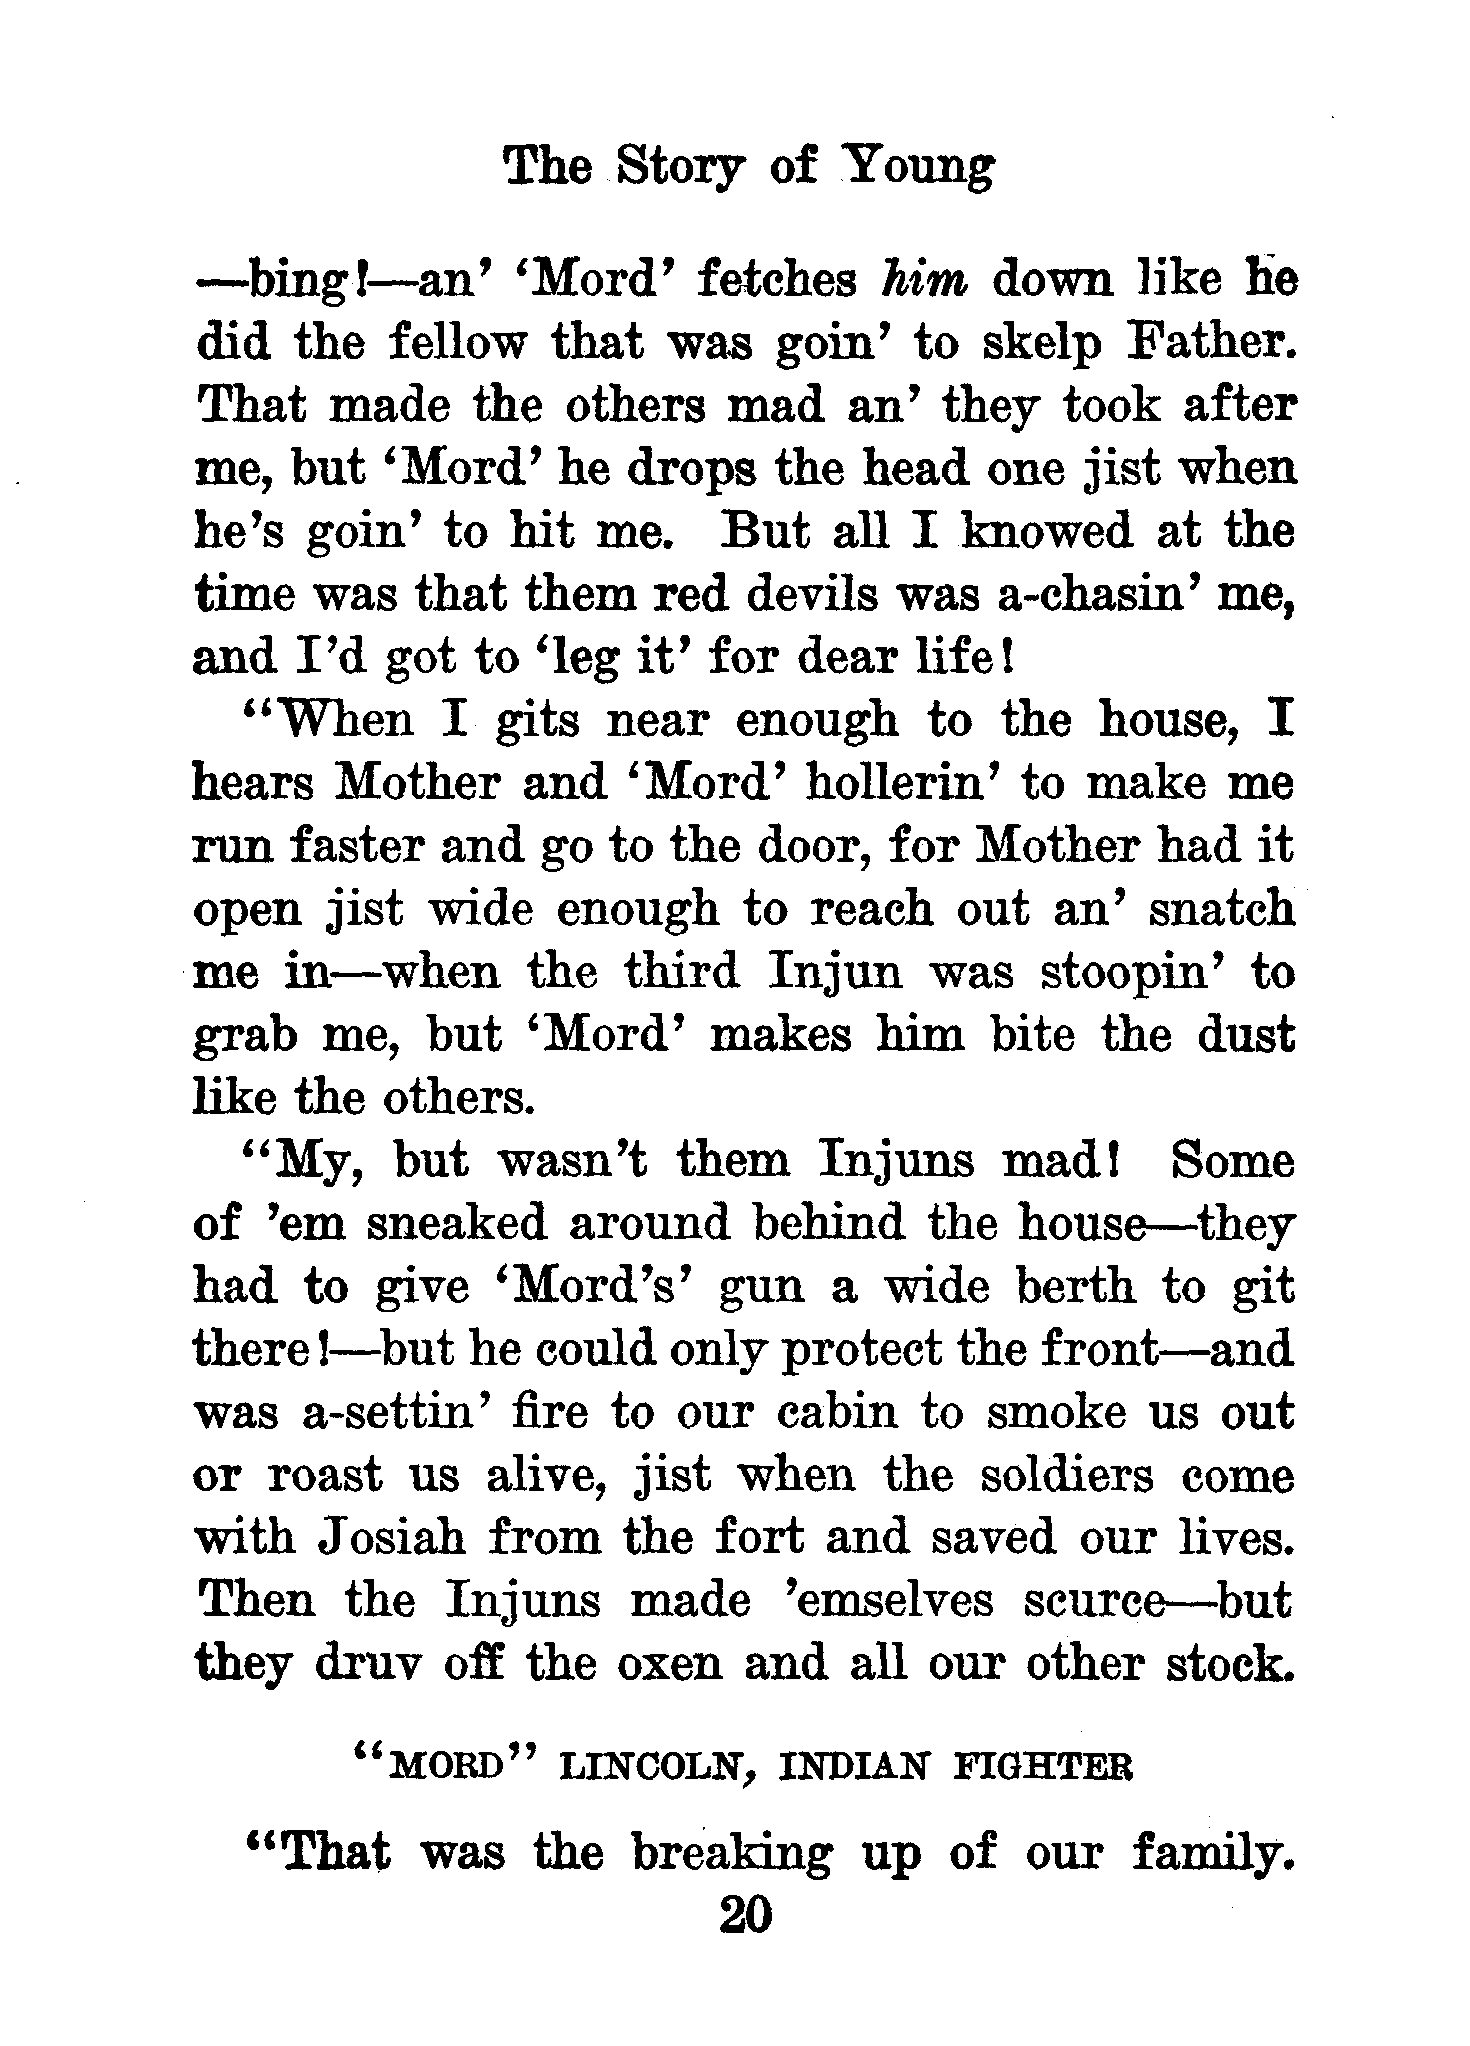 The Story of Young
—bing!—an' 'Mord' fetches him down like he
did the fellow that was goin' to skelp Father.
That made the others mad an' they took after
me, but 'Mord' he drops the head one jist when
he's goin' to hit me. But all I knowed at the
time was that them red devils was a-chasin' me,
and I'd got to 'leg it' for dear life!
"When I gits near enough to the house, I
hears Mother and 'Mord' hollerin' to make me
run faster and go to the door, for Mother had it
open jist wide enough to reach out an' snatch
me in—when the third Injun was stoopin' to
grab me, but 'Mord' makes him bite the dust
like the others.
"My, but wasn't them Injuns mad! Some
of 'em sneaked around behind the house—they
had to give 'Mord's' gun a wide berth to git
there!—but he could only protect the front—and
was a-settin' fire to our cabin to smoke us out
or roast us alive, jist when the soldiers come
with Josiah from the fort and saved our lives.
Then the Injuns made 'emselves scurce—but
they druv off the oxen and all our other stock.
"MORD" LINCOLN, INDIAN FIGHTER
"That was the breaking up of our family.
20